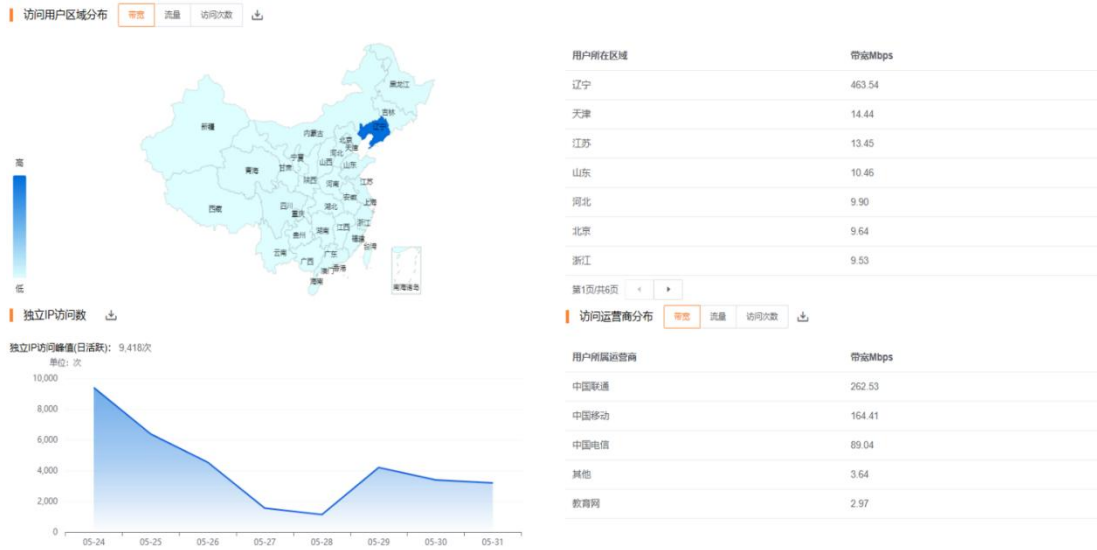 访问用户区域分布 带宽 流量 访问次数
黑龙江
吉林
辽宁
新疆
内蒙古
北京
天津
河北
宁夏
山西
山东
青海
甘肃
陕西
河南
江苏
西藏
四川
重庆
湖北
安徽
上海
浙江
贵州
湖南
江西
福建
台湾
云南
广西
广东
澳门
香港
海南
南海诸岛
高
低
用户所在区域 带宽Mbps
辽宁 463.54
天津 14.44
江苏 13.45
山东 10.46
河北 9.90
北京 9.64
浙江 9.53
第1页/共6页
独立IP访问数
独立IP访问峰值(日活跃): 9,418次
单位: 次
10,000
8,000
6,000
4,000
2,000
0
05-24 05-25 05-26 05-27 05-28 05-29 05-30 05-31
访问运营商分布 带宽 流量 访问次数
用户所属运营商 带宽Mbps
中国联通 262.53
中国移动 164.41
中国电信 89.04
其他 3.64
教育网 2.97